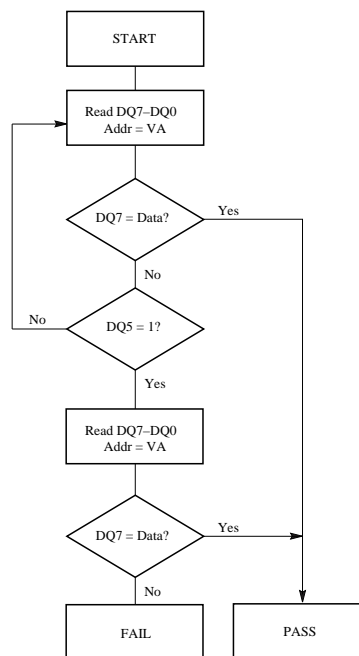 START
Read DQ7–DQ0
Addr = VA
DQ7 = Data?
Yes
No
No
DQ5 = 1?
Yes
Read DQ7–DQ0
Addr = VA
DQ7 = Data?
Yes
No
FAIL
PASS